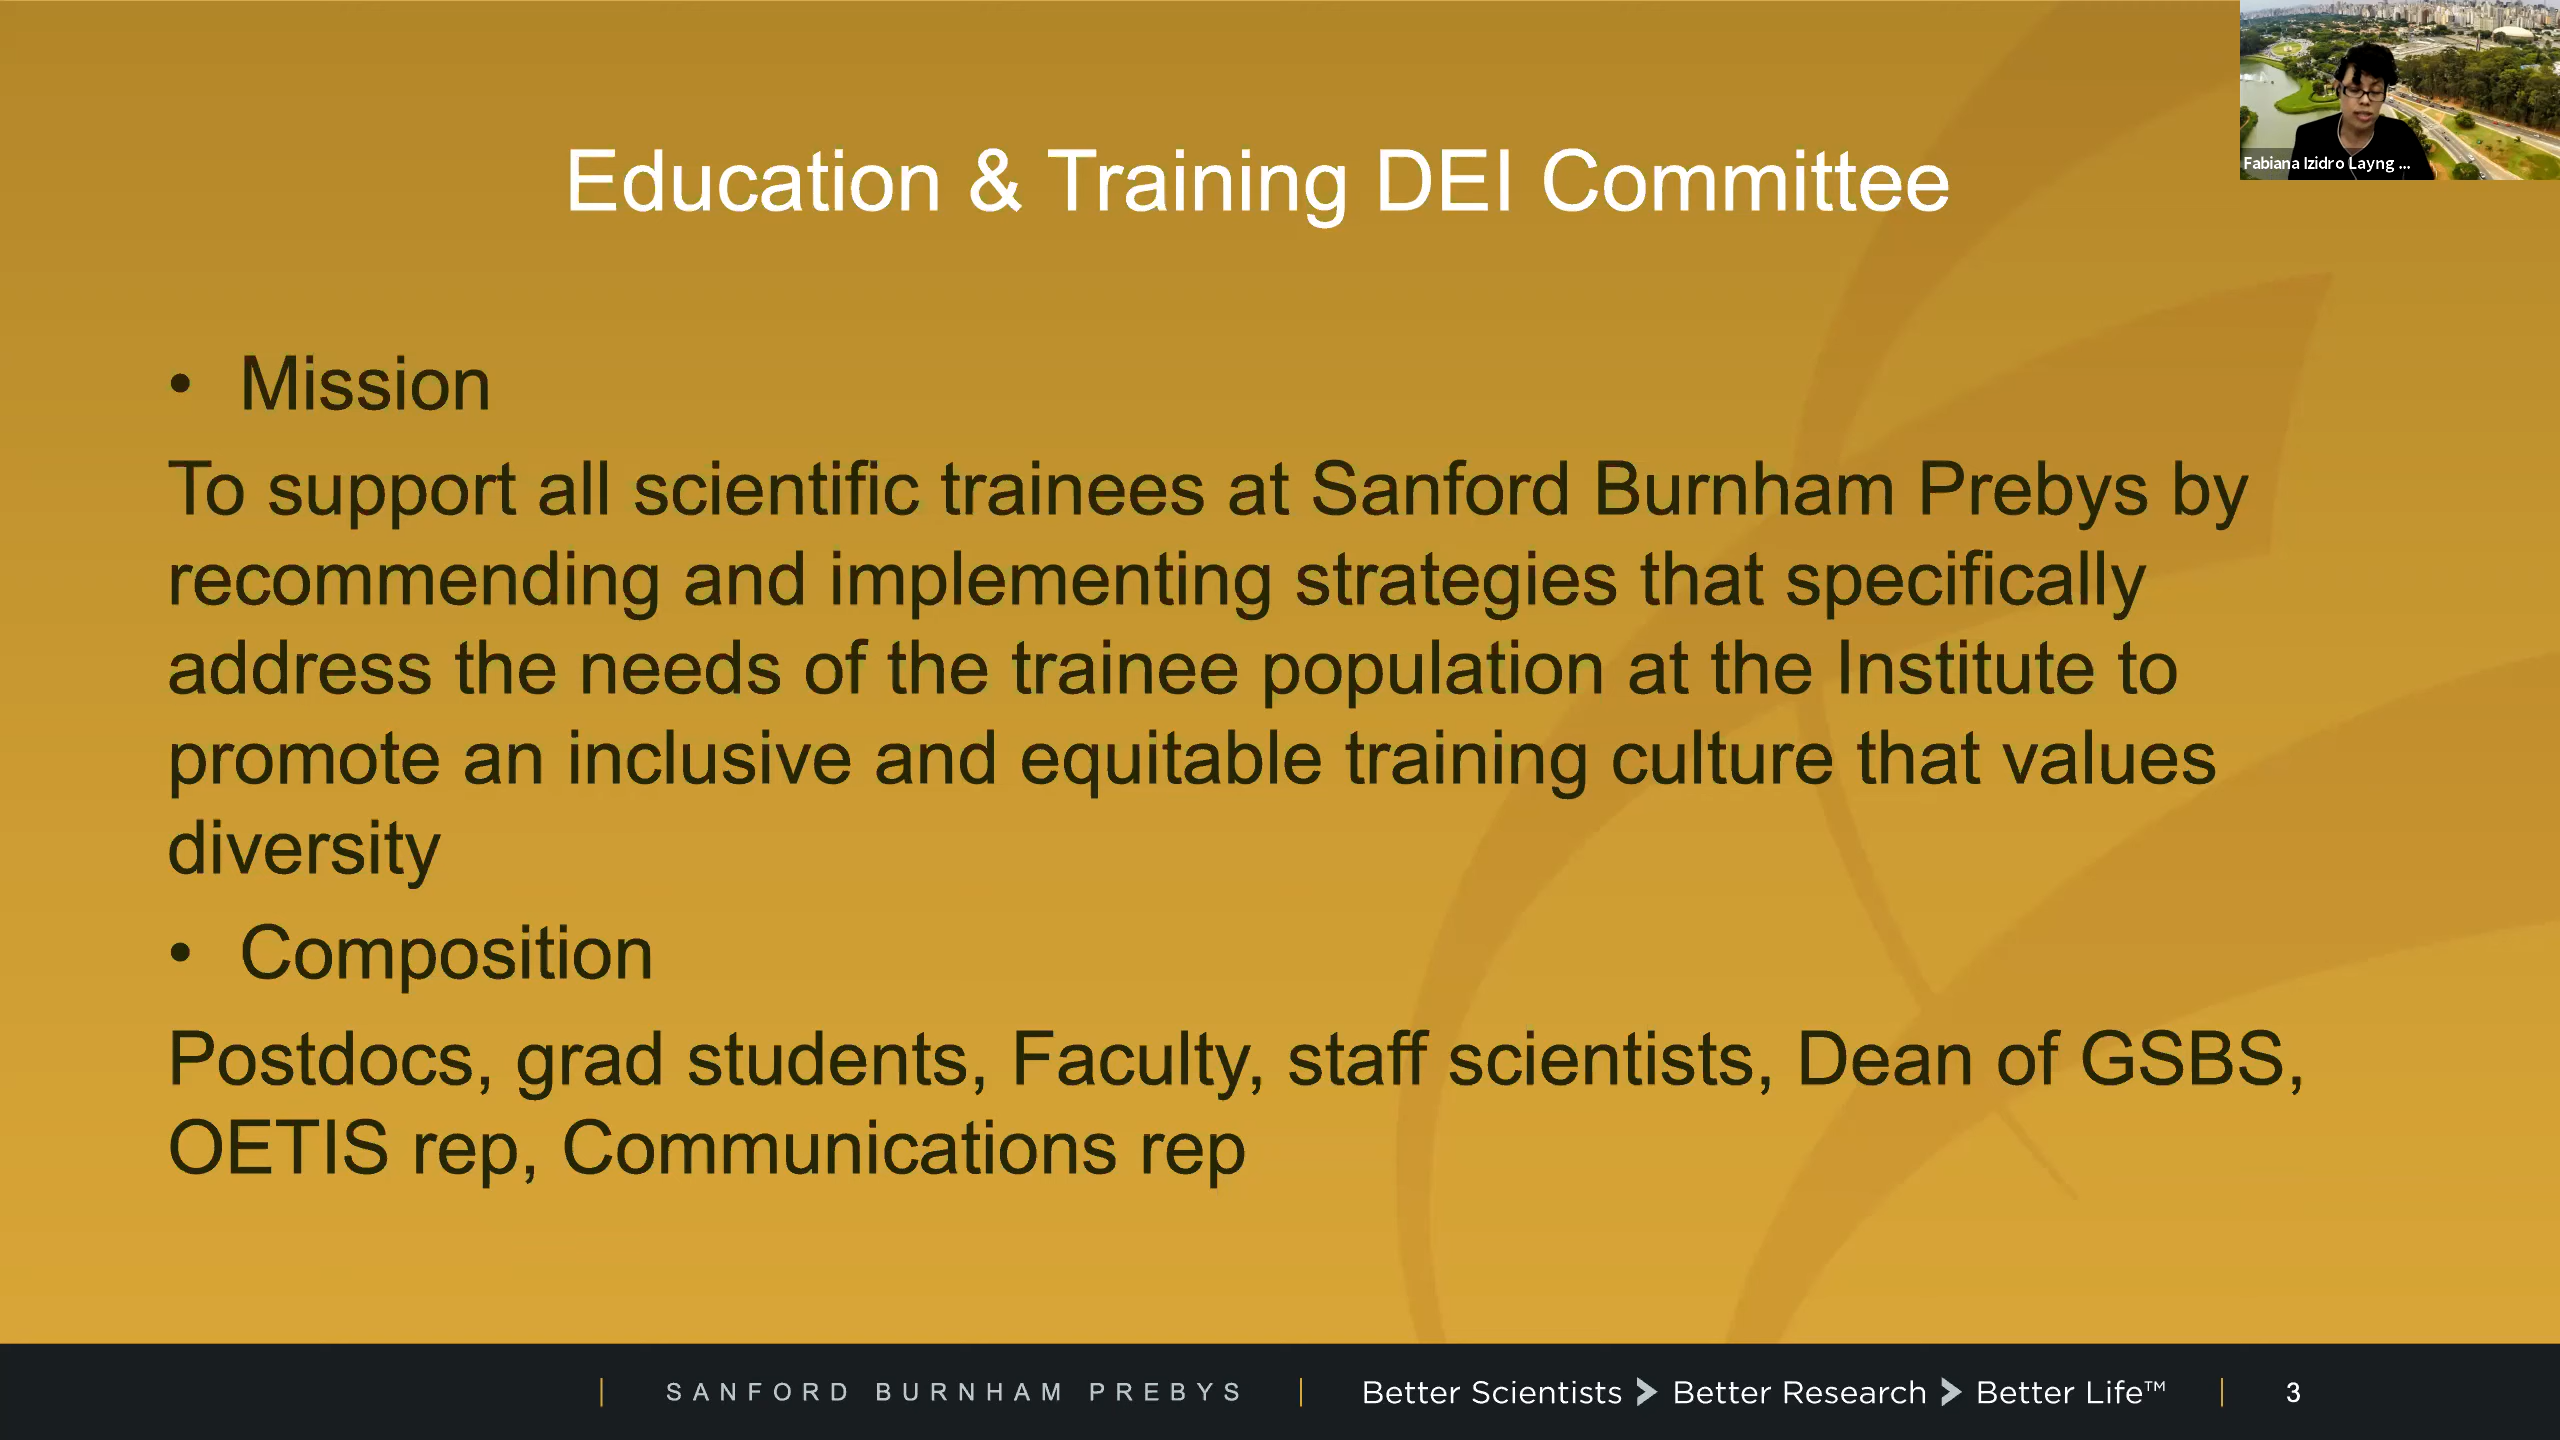 Fabiana Izidro Layng ...
Education & Training DEI Committee
• Mission
To support all scientific trainees at Sanford Burnham Prebys by
recommending and implementing strategies that specifically
address the needs of the trainee population at the Institute to
promote an inclusive and equitable training culture that values
diversity
• Composition
Postdocs, grad students, Faculty, staff scientists, Dean of GSBS,
OETIS rep, Communications rep
SANFORD BURNHAM PREBYS
Better Scientists > Better Research > Better Life™
3